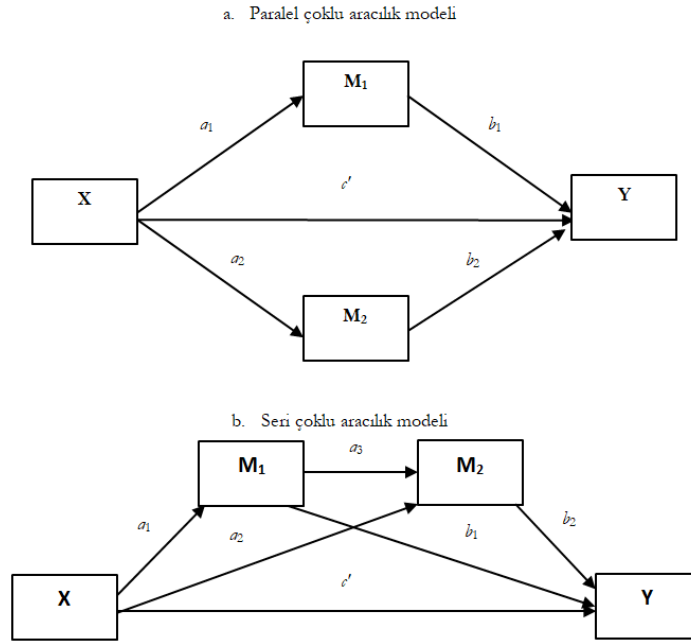 a. Paralel çoklu aracılık modeli
M₁
a₁
b₁
X
c′
Y
a₂
b₂
M₂
b. Seri çoklu aracılık modeli
M₁
a₃
M₂
a₁
a₂
b₁
b₂
X
c′
Y